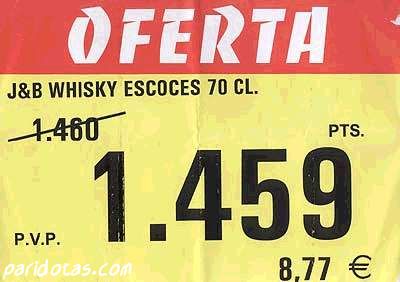 OFERTA
J&B WHISKY ESCOCES 70 CL.
1.460
PTS.
1.459
P.V.P.
8,77 €
paridotas.com